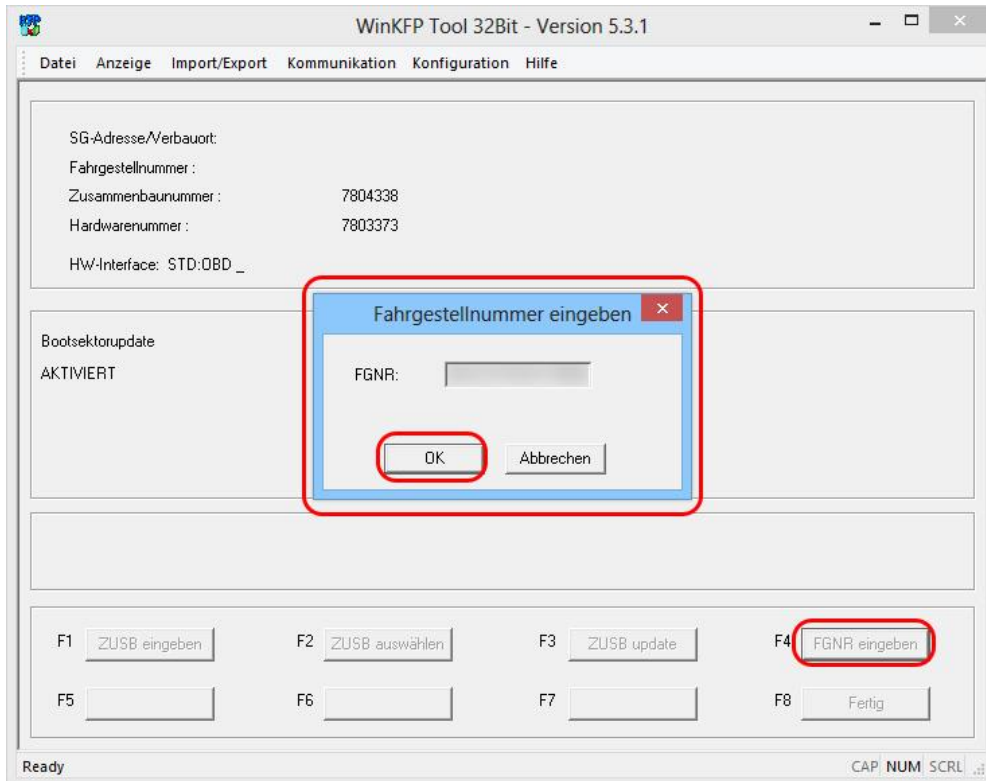 WinKFP Tool 32Bit - Version 5.3.1
Datei Anzeige Import/Export Kommunikation Konfiguration Hilfe
SG-Adresse/Verbauort:
Fahrgestellnummer :
Zusammenbaunummer : 7804338
Hardwarenummer : 7803373
HW-Interface: STD:OBD _
Fahrgestellnummer eingeben
Bootsektorupdate
AKTIVIERT
FGNR:
OK Abbrechen
F1 ZUSB eingeben F2 ZUSB auswählen F3 ZUSB update F4 FGNR eingeben
F5 F6 F7 F8 Fertig
Ready CAP NUM SCRL